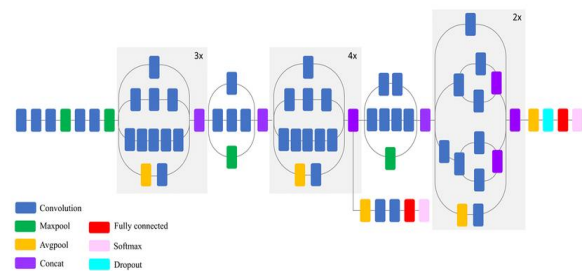 3x
4x
2x
Convolution
Maxpool
Avgpool
Concat
Fully connected
Softmax
Dropout